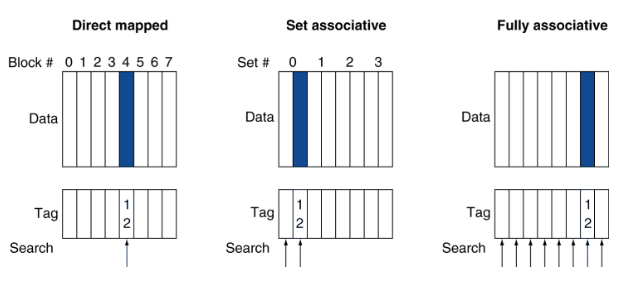 Direct mapped
Block # 0 1 2 3 4 5 6 7
Data
Tag
1
2
Search
Set associative
Set # 0 1 2 3
Data
Tag
1
2
Search
Fully associative
Data
Tag
1
2
Search